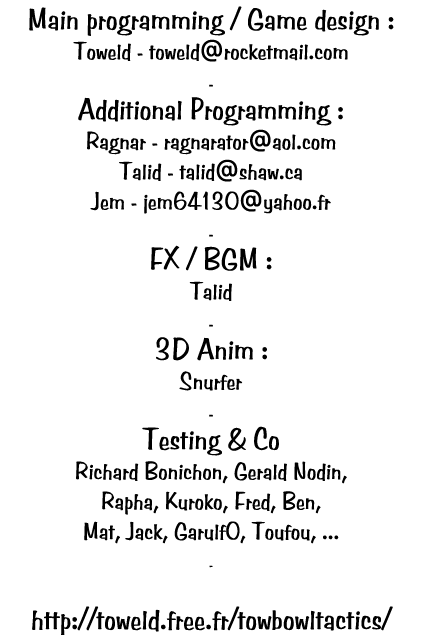 Main programming / Game design :
Toweld - toweld@rocketmail.com
-
Additional Programming :
Ragnar - ragnarator@aol.com
Talid - talid@shaw.ca
Jem - jem64130@yahoo.fr
-
FX / BGM :
Talid
-
3D Anim :
Snurfer
-
Testing & Co
Richard Bonichon, Gerald Nodin,
Rapha, Kuroko, Fred, Ben,
Mat, Jack, GarulfO, Toufou, ...
-
http://toweld.free.fr/towbowltactics/